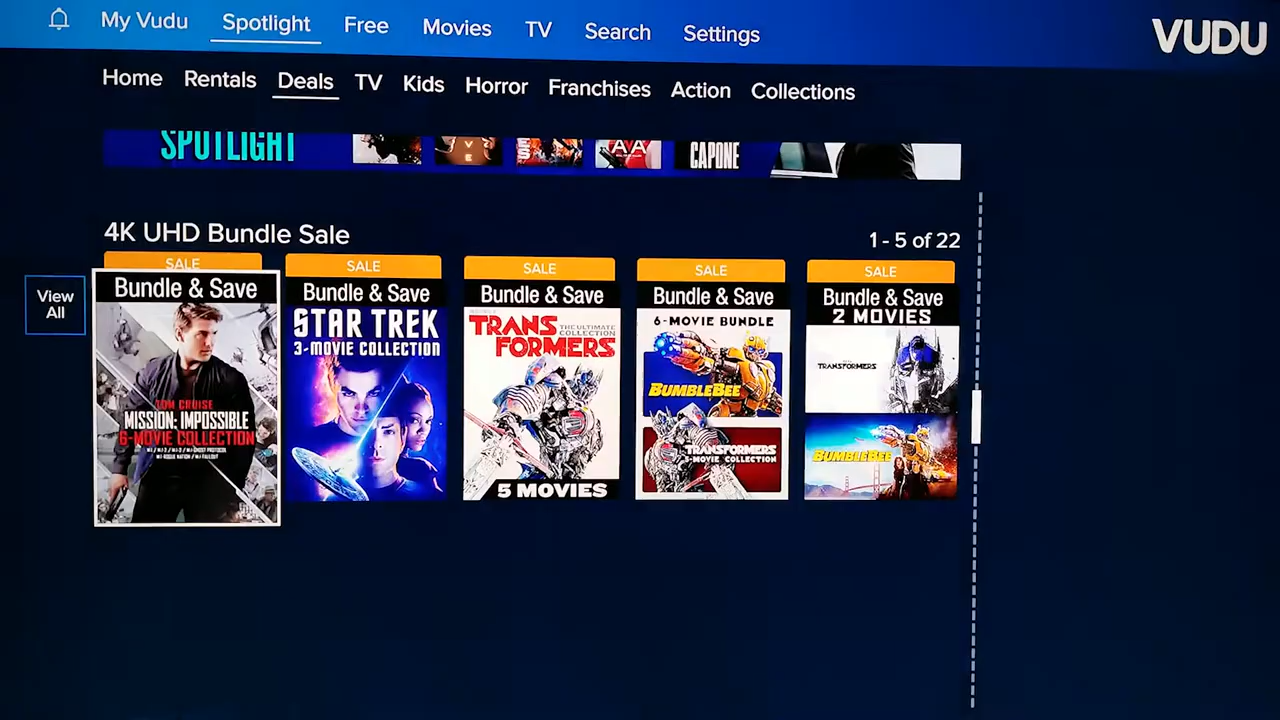 My Vudu Spotlight Free Movies TV Search Settings
VUDU
Home Rentals Deals TV Kids Horror Franchises Action Collections
SPOTLIGHT
CAPONE
4K UHD Bundle Sale
1 - 5 of 22
View
All
SALE
Bundle & Save
TOM CRUISE
MISSION: IMPOSSIBLE
6-MOVIE COLLECTION
SALE
Bundle & Save
STAR TREK
3-MOVIE COLLECTION
SALE
Bundle & Save
TRANSFORMERS
THE ULTIMATE
COLLECTION
5 MOVIES
SALE
Bundle & Save
6-MOVIE BUNDLE
BUMBLEBEE
TRANSFORMERS
5-MOVIE COLLECTION
SALE
Bundle & Save
2 MOVIES
TRANSFORMERS
BUMBLEBEE